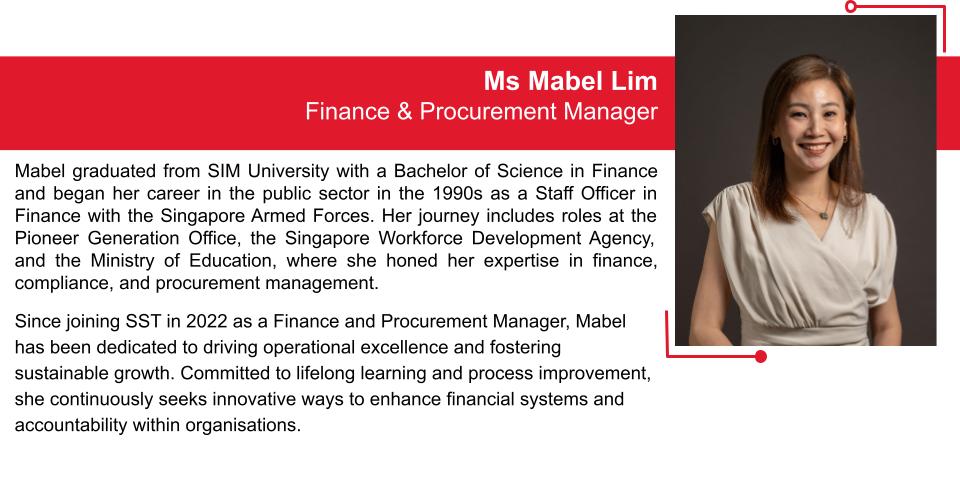 Ms Mabel Lim
Finance & Procurement Manager
Mabel graduated from SIM University with a Bachelor of Science in Finance
and began her career in the public sector in the 1990s as a Staff Officer in
Finance with the Singapore Armed Forces. Her journey includes roles at the
Pioneer Generation Office, the Singapore Workforce Development Agency,
and the Ministry of Education, where she honed her expertise in finance,
compliance, and procurement management.
Since joining SST in 2022 as a Finance and Procurement Manager, Mabel
has been dedicated to driving operational excellence and fostering
sustainable growth. Committed to lifelong learning and process improvement,
she continuously seeks innovative ways to enhance financial systems and
accountability within organisations.